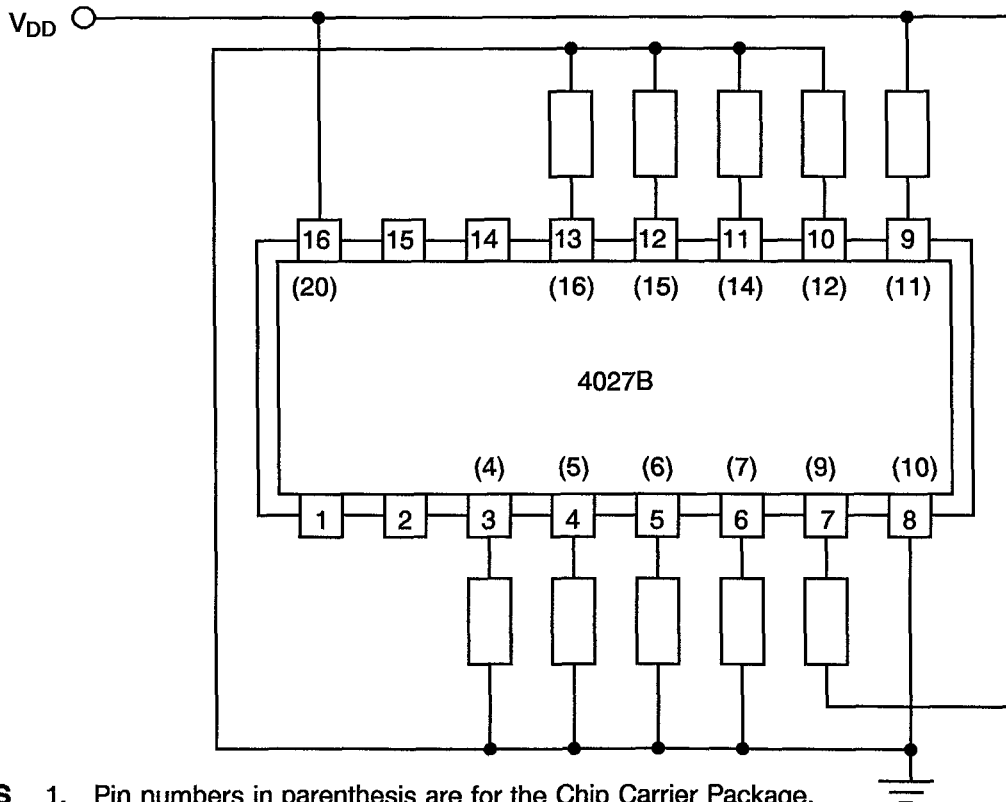 VDD
16 15 14 13 12 11 10 9
(20) (16) (15) (14) (12) (11)
4027B
(4) (5) (6) (7) (9) (10)
1 2 3 4 5 6 7 8
S 1. Pin numbers in parenthesis are for the Chip Carrier Package.